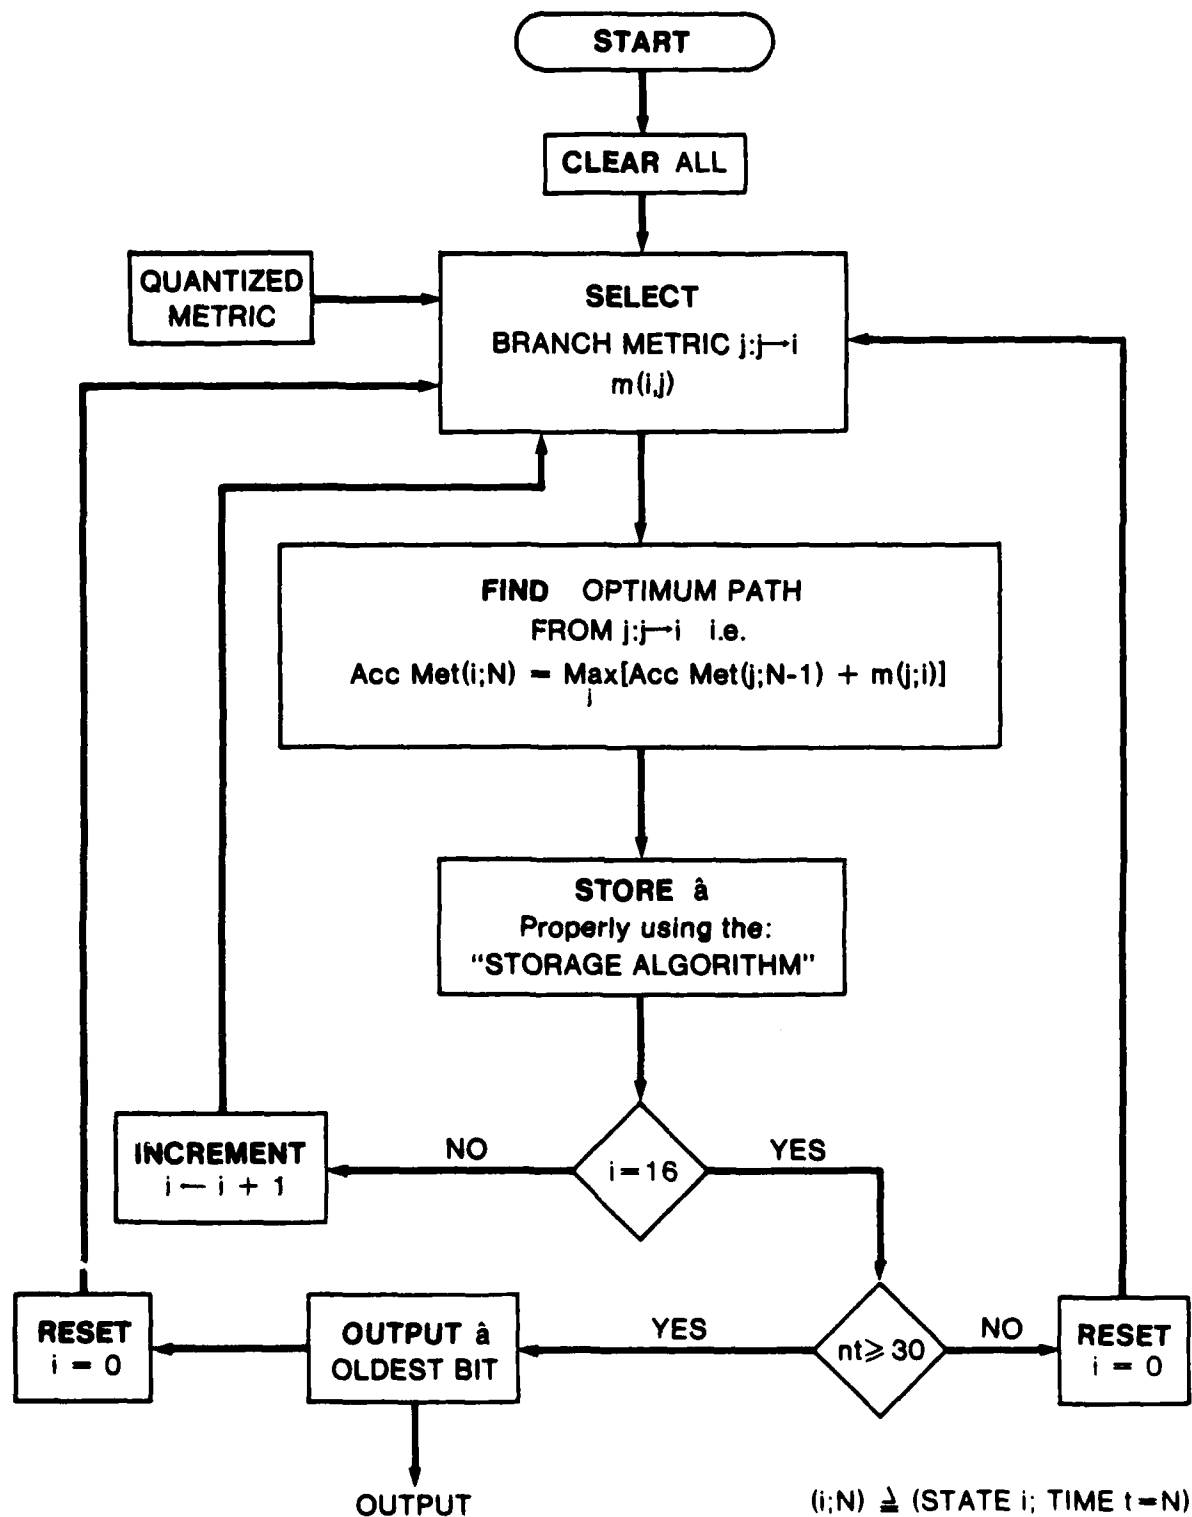 START
CLEAR ALL
QUANTIZED
METRIC
SELECT
BRANCH METRIC j:j→i
m(i,j)
FIND OPTIMUM PATH
FROM j:j→i i.e.
Acc Met(i;N) = Max[Acc Met(j;N-1) + m(j;i)]
j
STORE â
Properly using the:
“STORAGE ALGORITHM”
INCREMENT
i ← i + 1
NO
i=16
YES
RESET
i = 0
OUTPUT â
OLDEST BIT
YES
nt⩾30
NO
RESET
i = 0
OUTPUT
(i;N) ≜ (STATE i; TIME t=N)